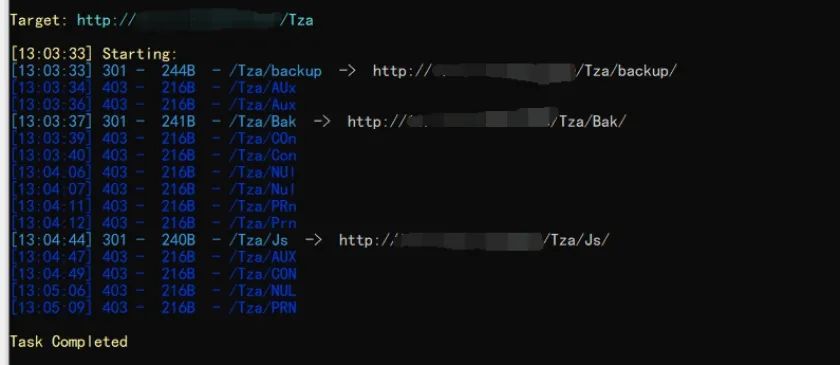 Target: http:// /Tza
[13:03:33] Starting:
[13:03:33] 301 - 244B - /Tza/backup -> http:// /Tza/backup/
[13:03:34] 403 - 216B - /Tza/AUx
[13:03:36] 403 - 216B - /Tza/Aux
[13:03:37] 301 - 241B - /Tza/Bak -> http:// /Tza/Bak/
[13:03:39] 403 - 216B - /Tza/COn
[13:03:40] 403 - 216B - /Tza/Con
[13:04:06] 403 - 216B - /Tza/NUl
[13:04:07] 403 - 216B - /Tza/Nul
[13:04:11] 403 - 216B - /Tza/PRn
[13:04:12] 403 - 216B - /Tza/Prn
[13:04:44] 301 - 240B - /Tza/Js -> http:// /Tza/Js/
[13:04:47] 403 - 216B - /Tza/AUX
[13:04:49] 403 - 216B - /Tza/CON
[13:05:06] 403 - 216B - /Tza/NUL
[13:05:09] 403 - 216B - /Tza/PRN
Task Completed